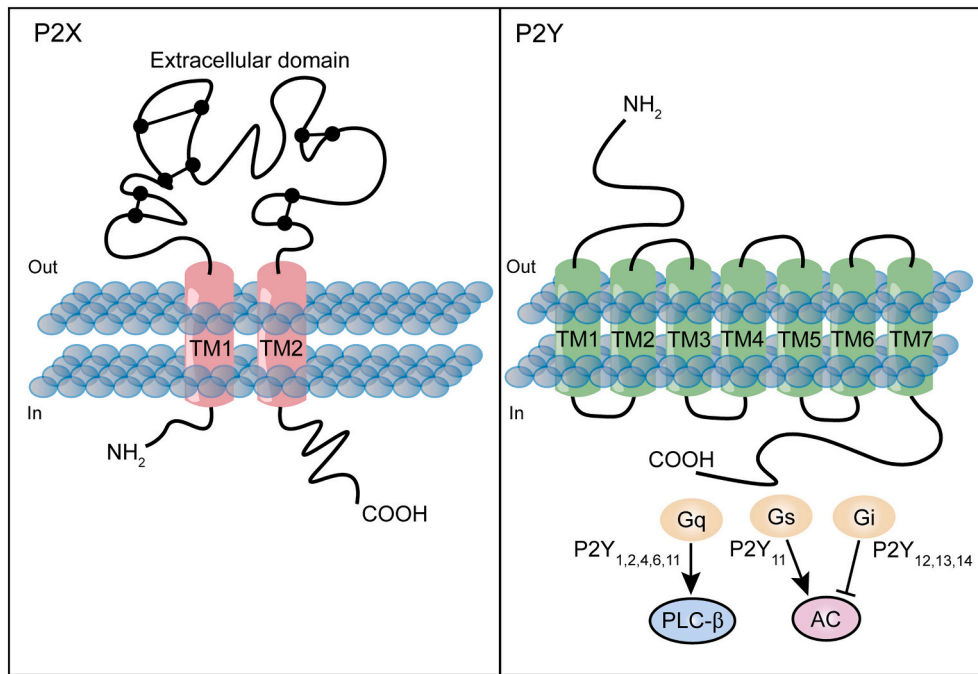 P2X
Extracellular domain
Out
TM1 TM2
In
NH2
COOH
P2Y
NH2
Out
TM1 TM2 TM3 TM4 TM5 TM6 TM7
In
COOH
Gq Gs Gi
P2Y1,2,4,6,11 P2Y11 P2Y12,13,14
PLC-β AC